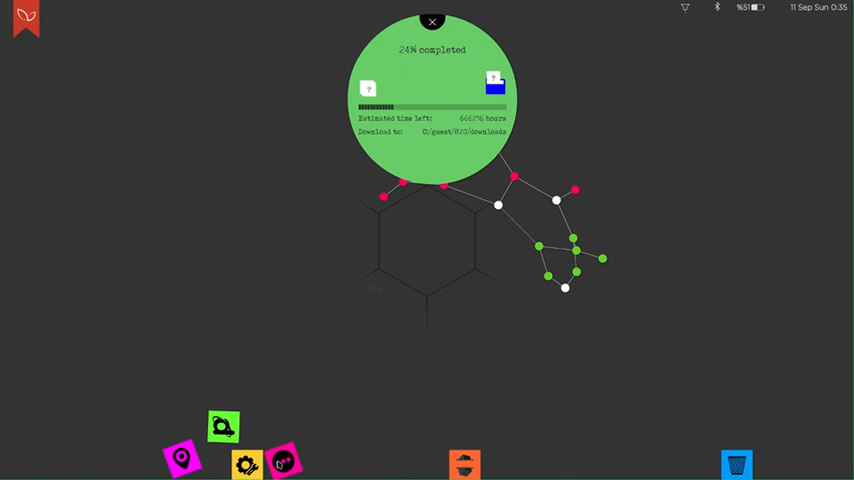 %51
11 Sep Sun 0:35
24% completed
?
?
Estimated time left: 666216 hours
Download to: C:/guest/820/downloads